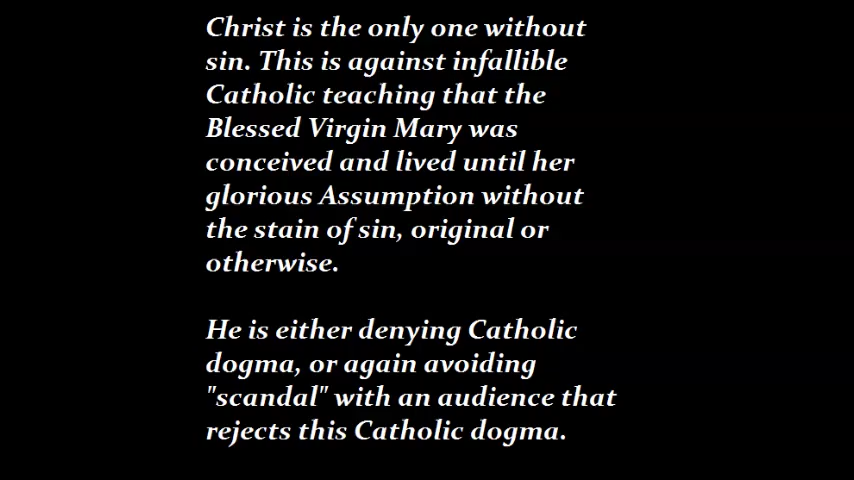 Christ is the only one without
sin. This is against infallible
Catholic teaching that the
Blessed Virgin Mary was
conceived and lived until her
glorious Assumption without
the stain of sin, original or
otherwise.
He is either denying Catholic
dogma, or again avoiding
"scandal" with an audience that
rejects this Catholic dogma.